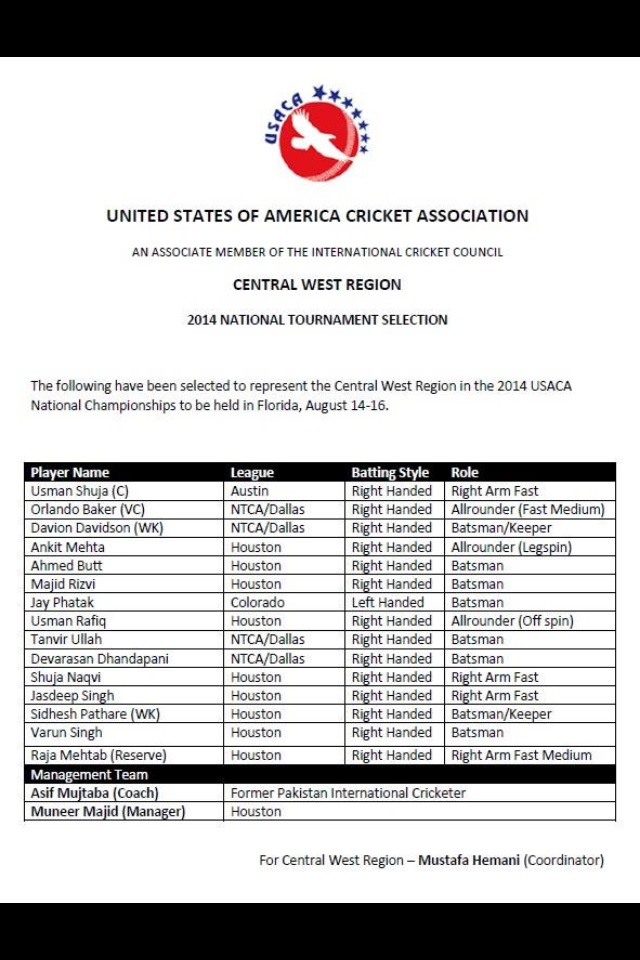 USACA
UNITED STATES OF AMERICA CRICKET ASSOCIATION
AN ASSOCIATE MEMBER OF THE INTERNATIONAL CRICKET COUNCIL
CENTRAL WEST REGION
2014 NATIONAL TOURNAMENT SELECTION
The following have been selected to represent the Central West Region in the 2014 USACA
National Championships to be held in Florida, August 14-16.
Player Name League Batting Style Role
Usman Shuja (C) Austin Right Handed Right Arm Fast
Orlando Baker (VC) NTCA/Dallas Right Handed Allrounder (Fast Medium)
Davion Davidson (WK) NTCA/Dallas Right Handed Batsman/Keeper
Ankit Mehta Houston Right Handed Allrounder (Legspin)
Ahmed Butt Houston Right Handed Batsman
Majid Rizvi Houston Right Handed Batsman
Jay Phatak Colorado Left Handed Batsman
Usman Rafiq Houston Right Handed Allrounder (Off spin)
Tanvir Ullah NTCA/Dallas Right Handed Batsman
Devarasan Dhandapani NTCA/Dallas Right Handed Batsman
Shuja Naqvi Houston Right Handed Right Arm Fast
Jasdeep Singh Houston Right Handed Right Arm Fast
Sidhesh Pathare (WK) Houston Right Handed Batsman/Keeper
Varun Singh Houston Right Handed Batsman
Raja Mehtab (Reserve) Houston Right Handed Right Arm Fast Medium
Management Team
Asif Mujtaba (Coach) Former Pakistan International Cricketer
Muneer Majid (Manager) Houston
For Central West Region – Mustafa Hemani (Coordinator)